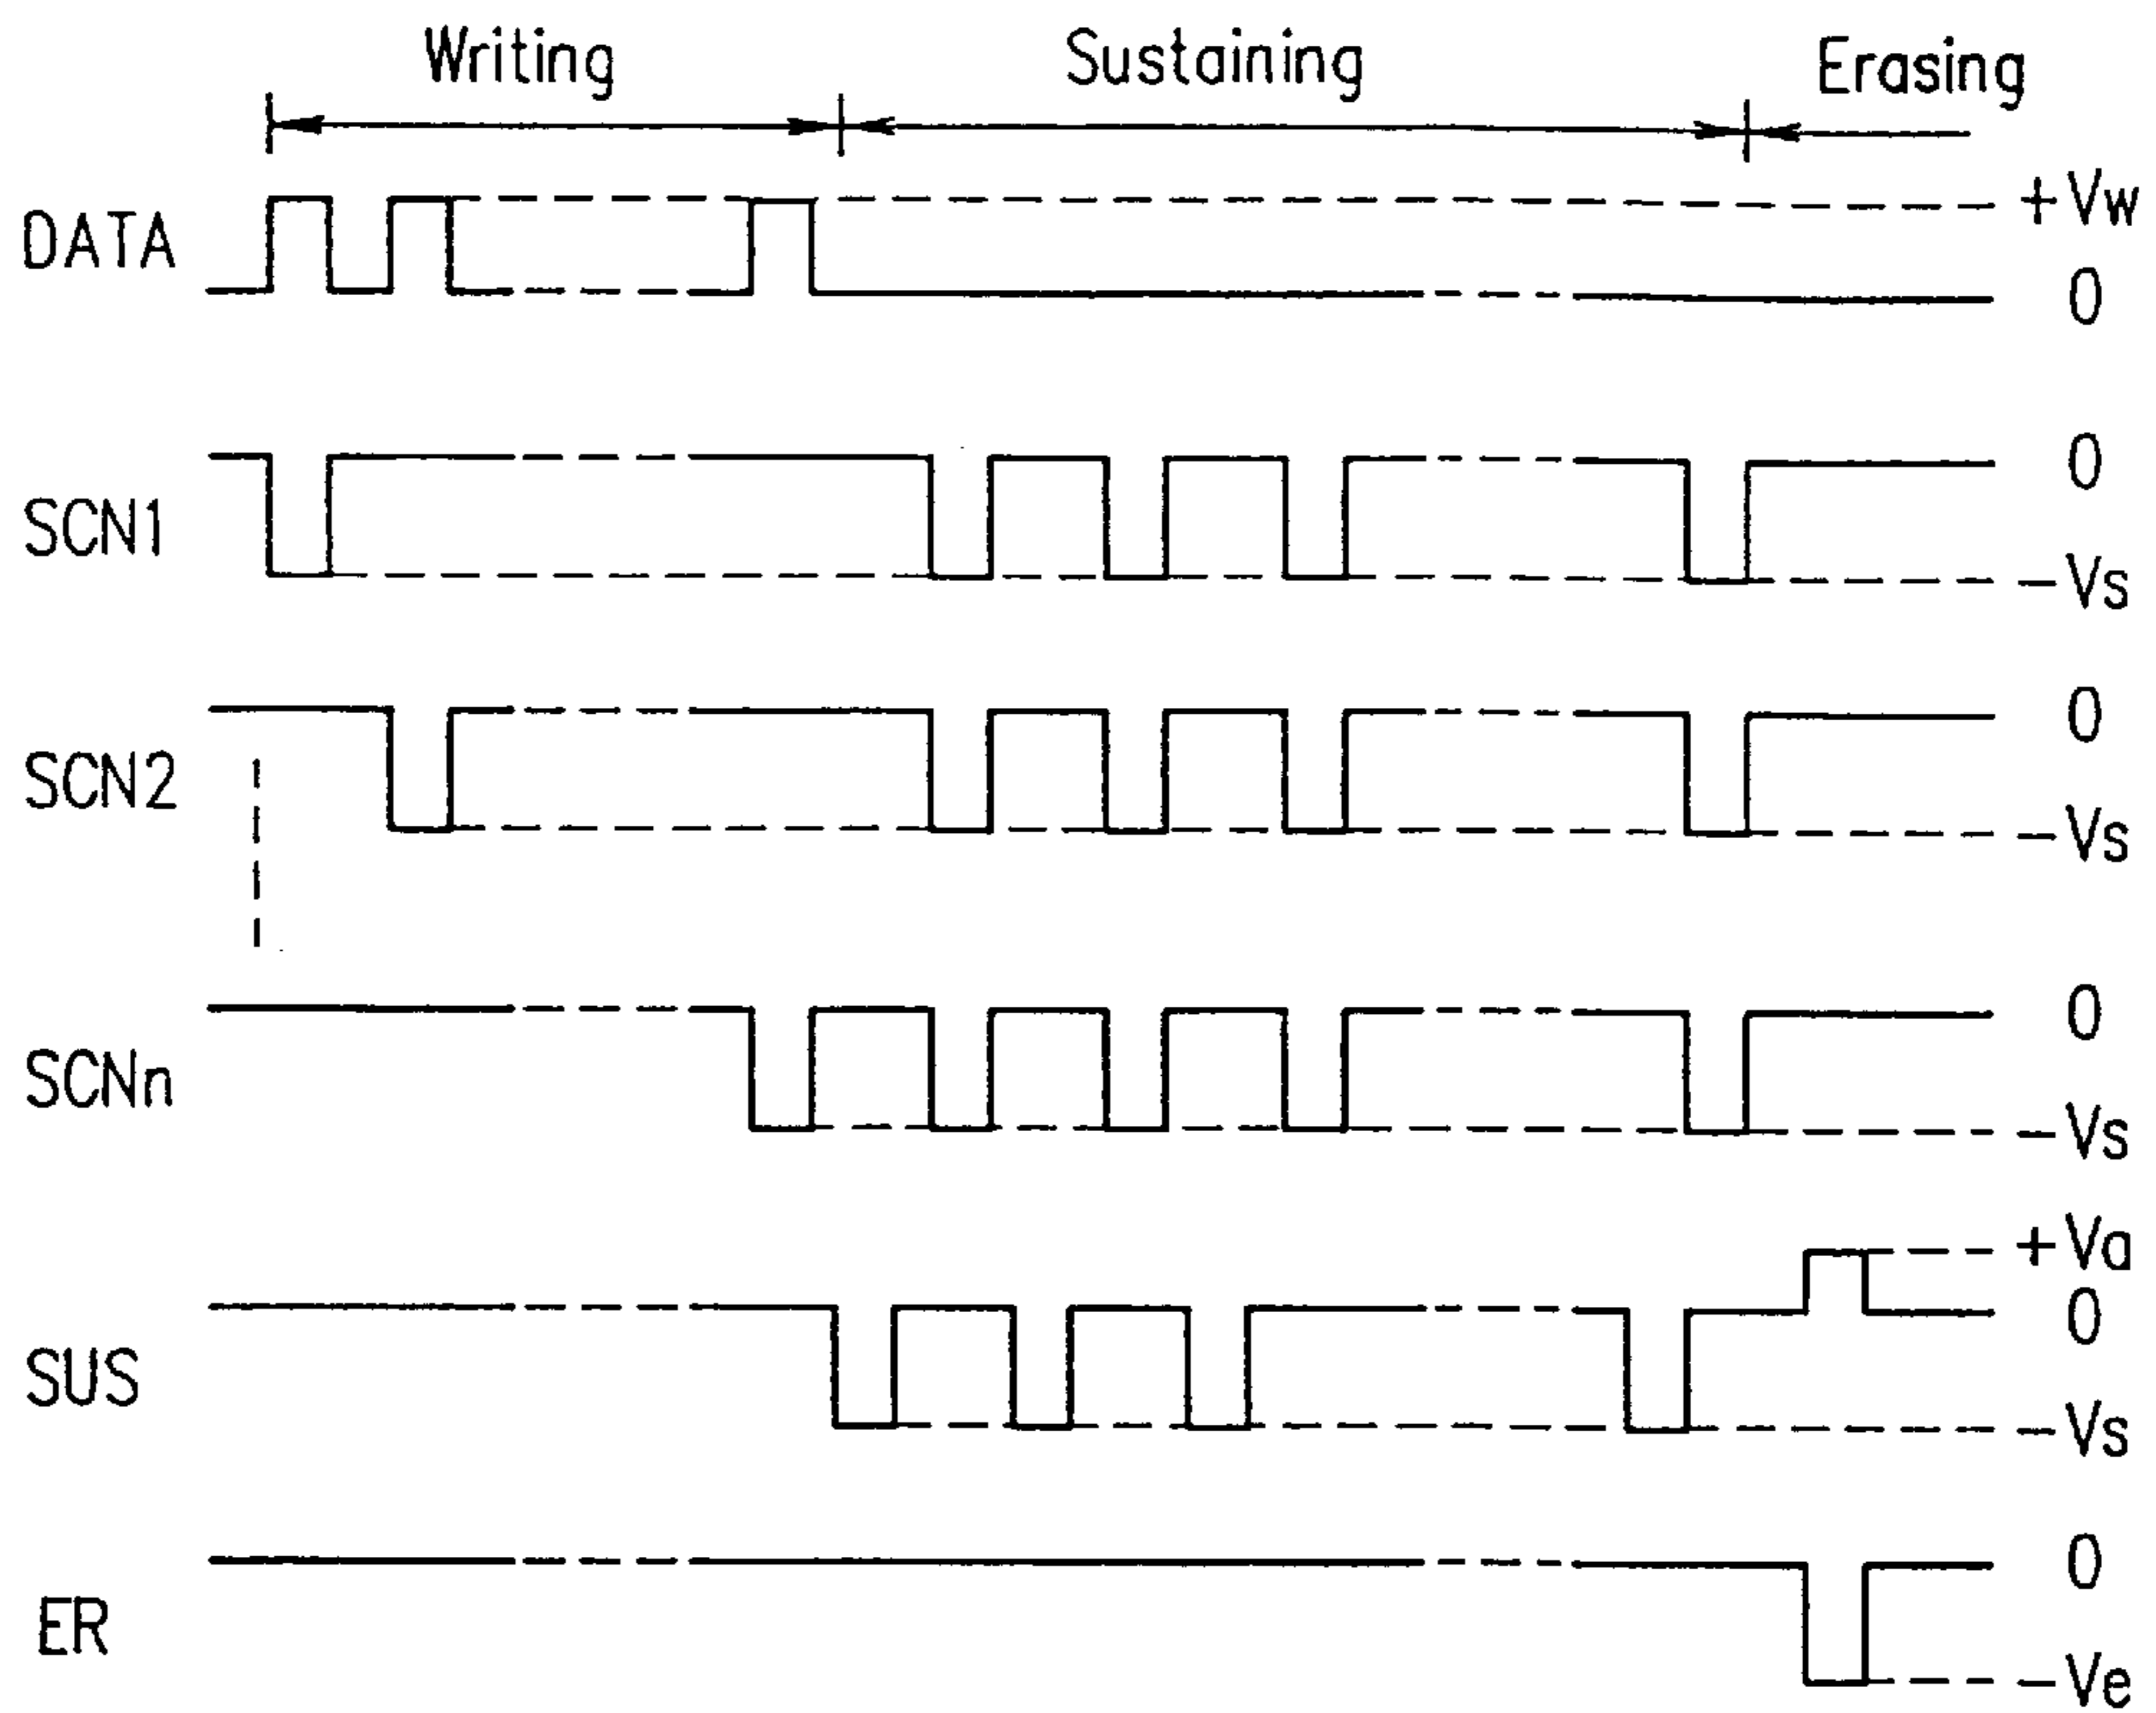 Writing Sustaining Erasing
DATA
+Vw
0
SCN1
0
-Vs
SCN2
0
-Vs
SCNn
0
-Vs
SUS
+Va
0
-Vs
ER
0
-Ve